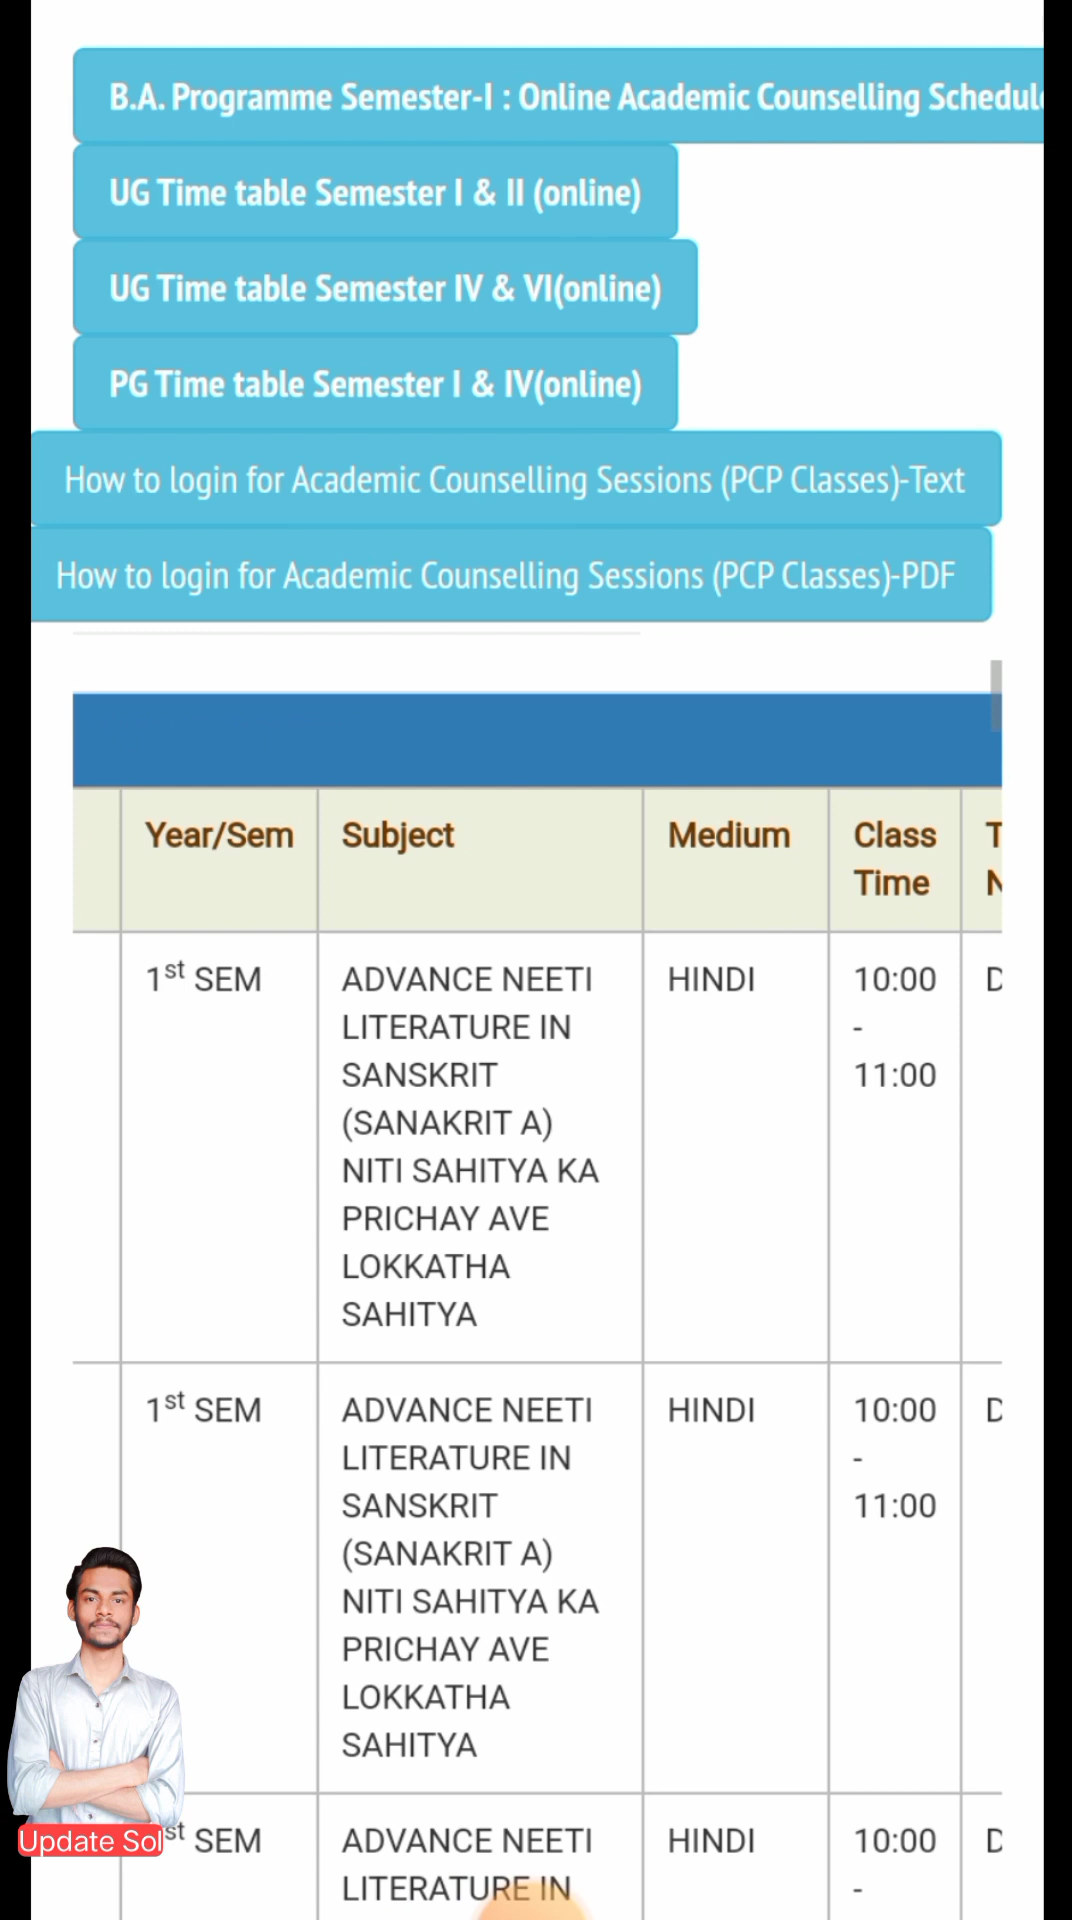 B.A. Programme Semester-I : Online Academic Counselling Schedule
UG Time table Semester I & II (online)
UG Time table Semester IV & VI(online)
PG Time table Semester I & IV(online)
How to login for Academic Counselling Sessions (PCP Classes)-Text
How to login for Academic Counselling Sessions (PCP Classes)-PDF
Year/Sem Subject Medium Class
Time
1st SEM ADVANCE NEETI HINDI 10:00
LITERATURE IN -
SANSKRIT 11:00
(SANAKRIT A)
NITI SAHITYA KA
PRICHAY AVE
LOKKATHA
SAHITYA
1st SEM ADVANCE NEETI HINDI 10:00
LITERATURE IN -
SANSKRIT 11:00
(SANAKRIT A)
NITI SAHITYA KA
PRICHAY AVE
LOKKATHA
SAHITYA
st SEM ADVANCE NEETI HINDI 10:00
LITERATURE IN -
Update Sol